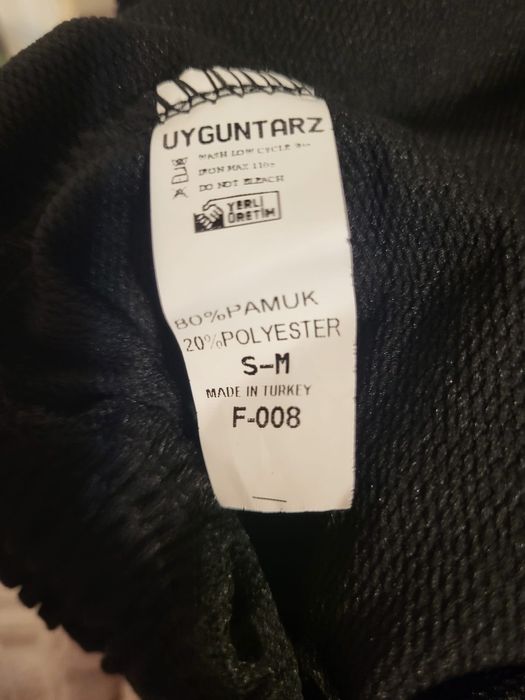 UYGUNTARZ
WASH LOW CYCLE 30°
IRON MAX 110°
DO NOT BLEACH
YERLİ
ÜRETİM
80%PAMUK
20%POLYESTER
S-M
MADE IN TURKEY
F-008